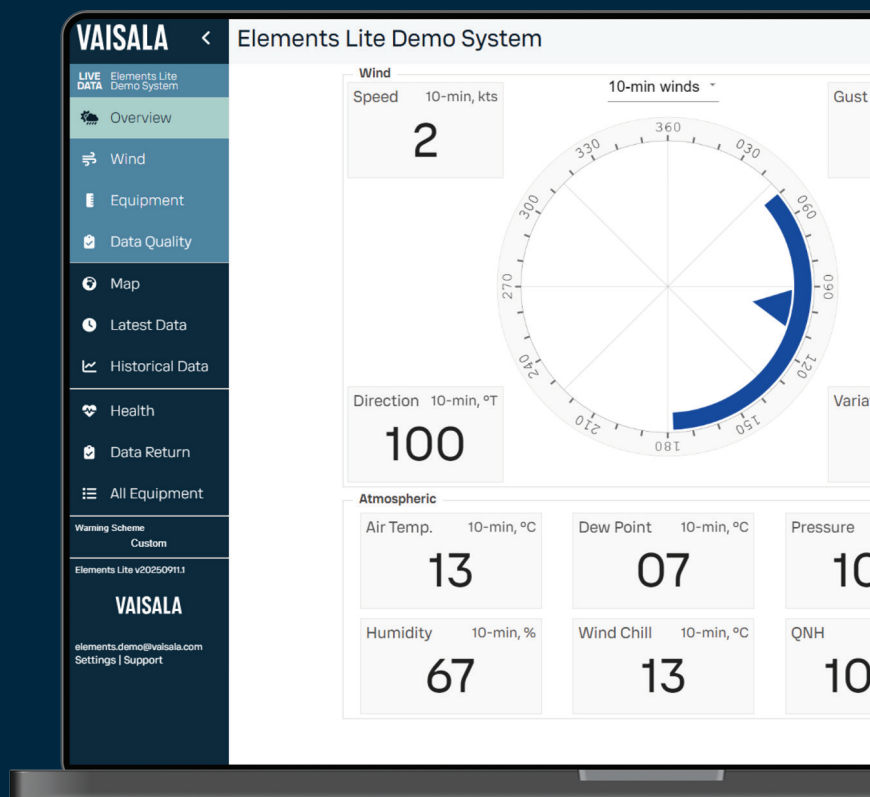 VAISALA
Elements Lite Demo System
LIVE DATA
Elements Lite
Demo System
Overview
Wind
Equipment
Data Quality
Map
Latest Data
Historical Data
Health
Data Return
All Equipment
Warning Scheme
Custom
Elements Lite v20250911.1
VAISALA
elements.demo@vaisala.com
Settings | Support
Wind
Speed 10-min, kts
2
10-min winds
Gust
360
030
060
090
120
150
180
210
240
270
300
330
Direction 10-min, °T
100
Varia
Atmospheric
Air Temp. 10-min, °C
13
Dew Point 10-min, °C
07
Pressure
10
Humidity 10-min, %
67
Wind Chill 10-min, °C
13
QNH
10